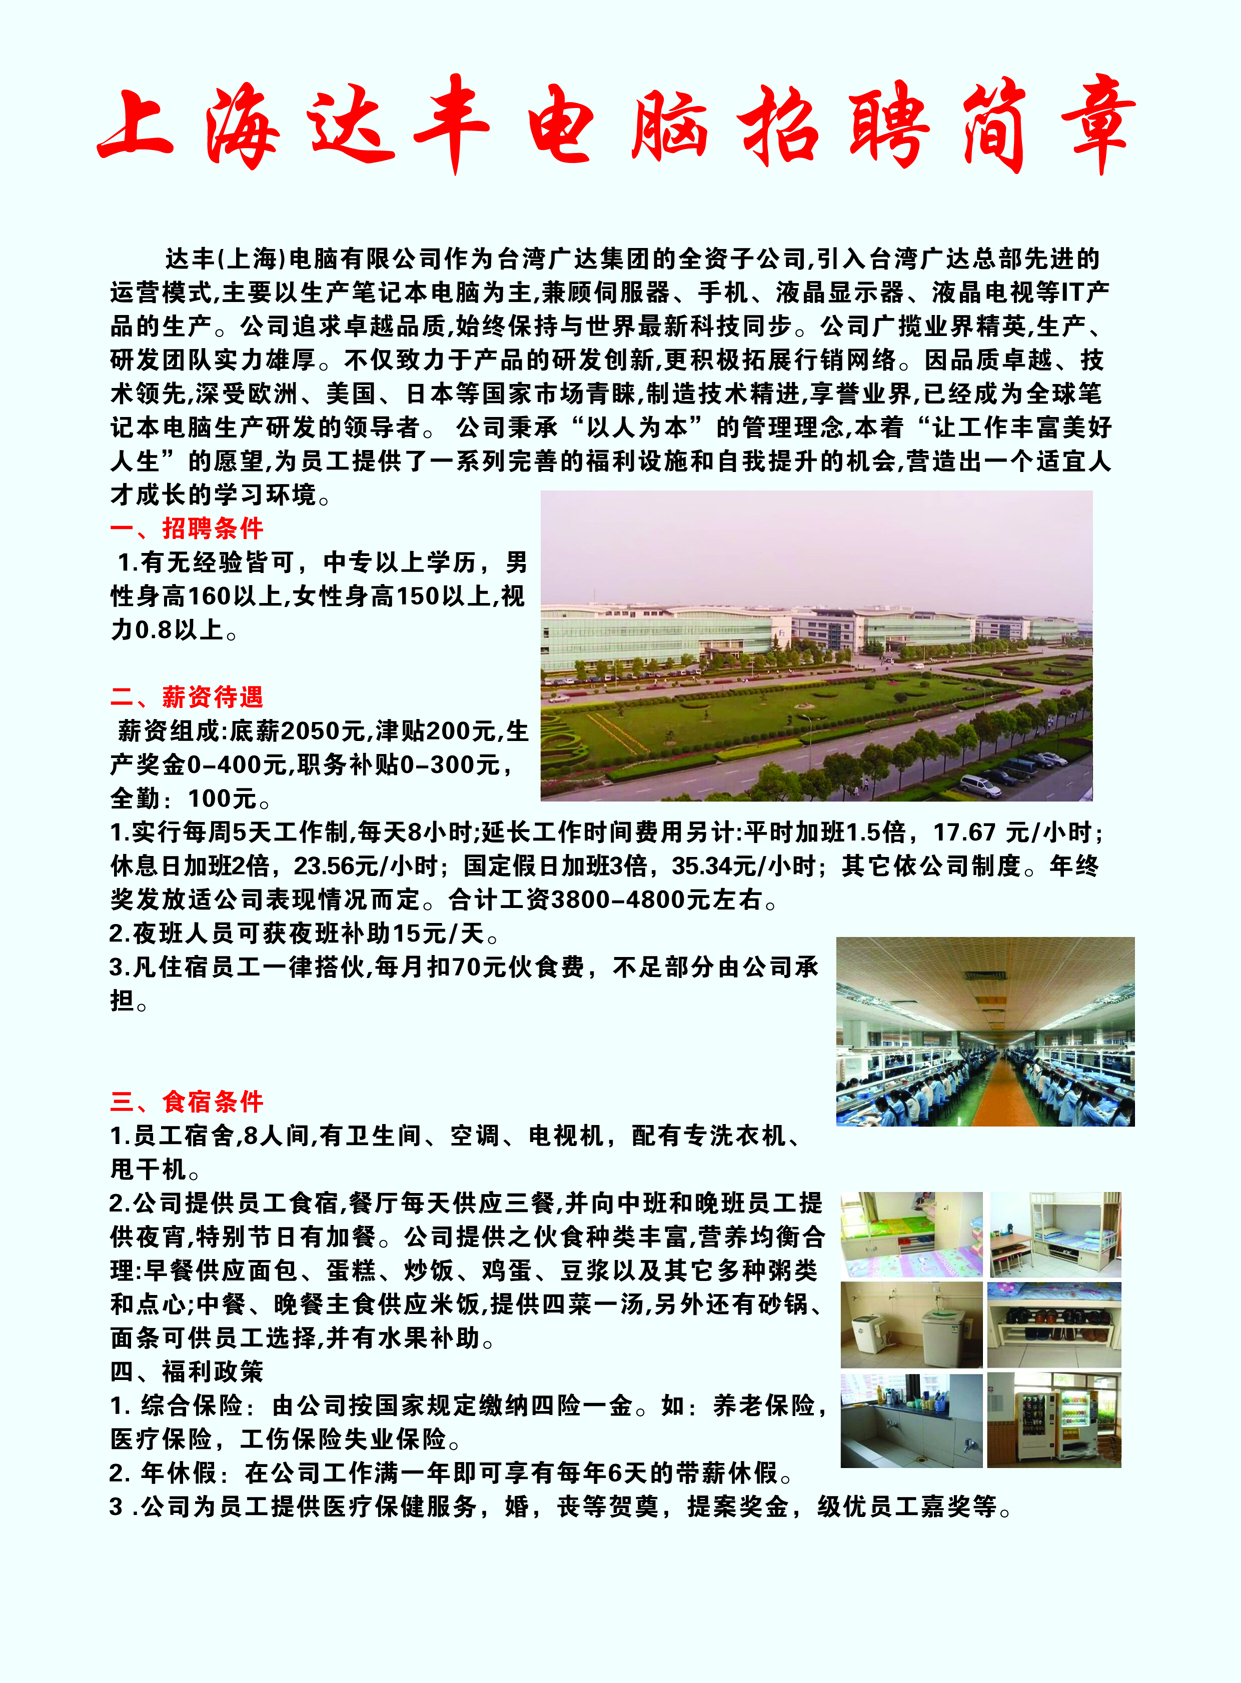 上海达丰电脑招聘简章
达丰(上海)电脑有限公司作为台湾广达集团的全资子公司,引入台湾广达总部先进的
运营模式,主要以生产笔记本电脑为主,兼顾伺服器、手机、液晶显示器、液晶电视等IT产
品的生产。公司追求卓越品质,始终保持与世界最新科技同步。公司广揽业界精英,生产、
研发团队实力雄厚。不仅致力于产品的研发创新,更积极拓展行销网络。因品质卓越、技
术领先,深受欧洲、美国、日本等国家市场青睐,制造技术精进,享誉业界,已经成为全球笔
记本电脑生产研发的领导者。 公司秉承“以人为本”的管理理念,本着“让工作丰富美好
人生”的愿望,为员工提供了一系列完善的福利设施和自我提升的机会,营造出一个适宜人
才成长的学习环境。
一、招聘条件
1.有无经验皆可，中专以上学历，男
性身高160以上,女性身高150以上,视
力0.8以上。
二、薪资待遇
薪资组成:底薪2050元,津贴200元,生
产奖金0-400元,职务补贴0-300元，
全勤：100元。
1.实行每周5天工作制,每天8小时;延长工作时间费用另计:平时加班1.5倍，17.67 元/小时；
休息日加班2倍，23.56元/小时；国定假日加班3倍，35.34元/小时；其它依公司制度。年终
奖发放适公司表现情况而定。合计工资3800-4800元左右。
2.夜班人员可获夜班补助15元/天。
3.凡住宿员工一律搭伙,每月扣70元伙食费，不足部分由公司承
担。
三、食宿条件
1.员工宿舍,8人间,有卫生间、空调、电视机，配有专洗衣机、
甩干机。
2.公司提供员工食宿,餐厅每天供应三餐,并向中班和晚班员工提
供夜宵,特别节日有加餐。公司提供之伙食种类丰富,营养均衡合
理:早餐供应面包、蛋糕、炒饭、鸡蛋、豆浆以及其它多种粥类
和点心;中餐、晚餐主食供应米饭,提供四菜一汤,另外还有砂锅、
面条可供员工选择,并有水果补助。
四、福利政策
1. 综合保险：由公司按国家规定缴纳四险一金。如：养老保险，
医疗保险，工伤保险失业保险。
2. 年休假：在公司工作满一年即可享有每年6天的带薪休假。
3 .公司为员工提供医疗保健服务，婚，丧等贺奠，提案奖金，级优员工嘉奖等。